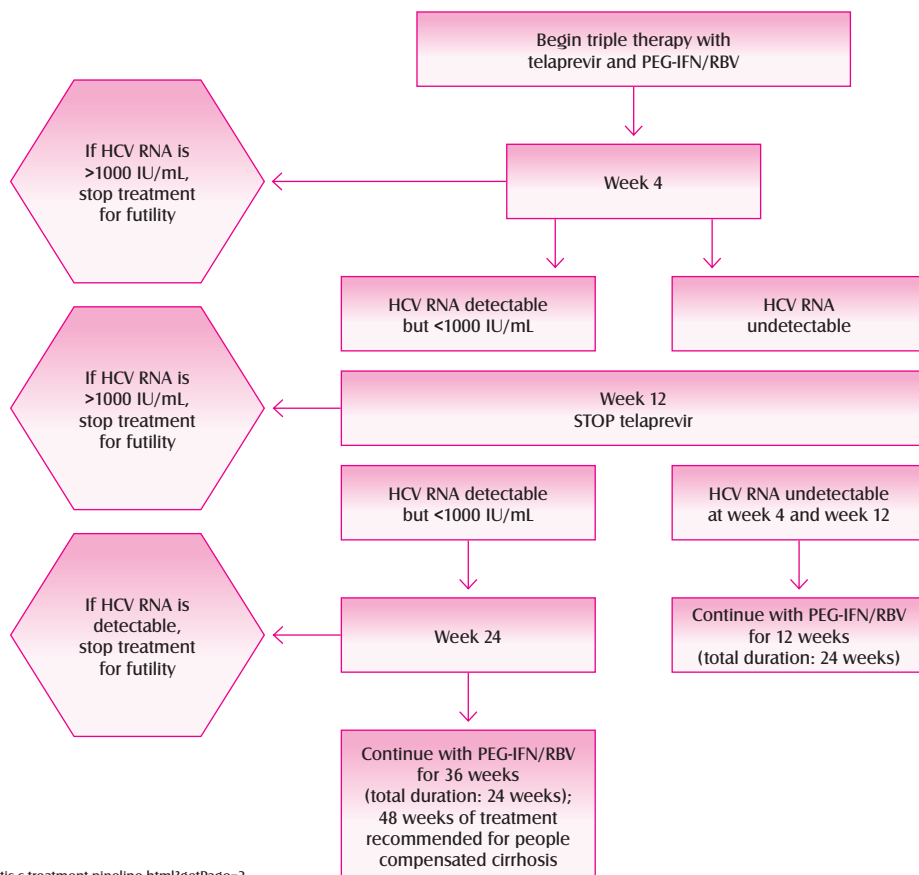 Begin triple therapy with
telaprevir and PEG-IFN/RBV
If HCV RNA is
>1000 IU/mL,
stop treatment
for futility
Week 4
HCV RNA detectable
but <1000 IU/mL
HCV RNA
undetectable
If HCV RNA is
>1000 IU/mL,
stop treatment
for futility
Week 12
STOP telaprevir
HCV RNA detectable
but <1000 IU/mL
HCV RNA undetectable
at week 4 and week 12
If HCV RNA is
detectable,
stop treatment
for futility
Week 24
Continue with PEG-IFN/RBV
for 12 weeks
(total duration: 24 weeks)
Continue with PEG-IFN/RBV
for 36 weeks
(total duration: 24 weeks);
48 weeks of treatment
recommended for people
compensated cirrhosis